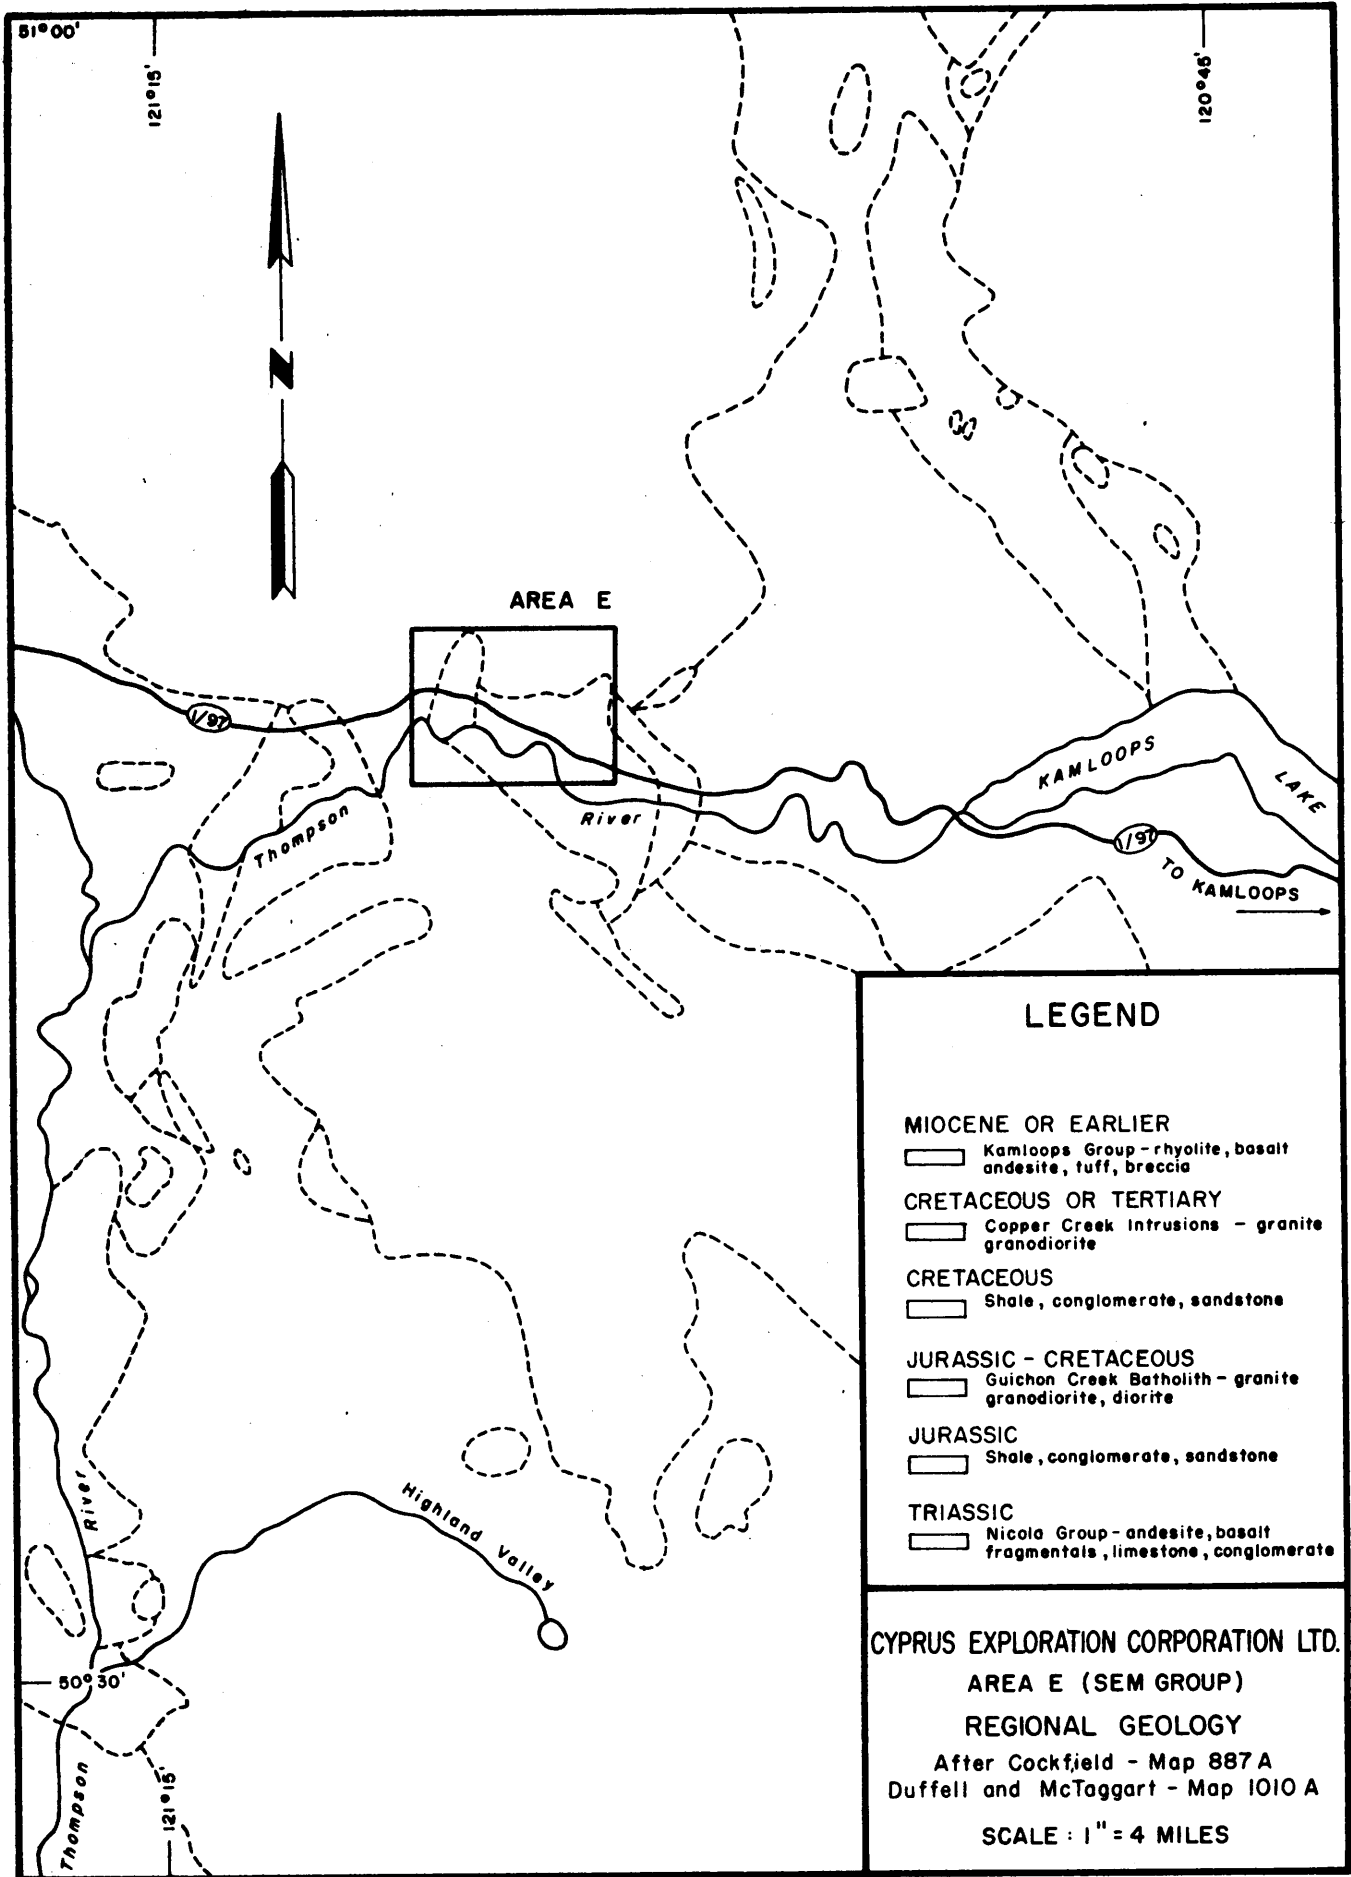 51°00'
121°15'
120°45'
N
AREA E
1/97
KAMLOOPS
LAKE
Thompson
River
1/97
TO KAMLOOPS
LEGEND
MIOCENE OR EARLIER
Kamloops Group - rhyolite, basalt
andesite, tuff, breccia
CRETACEOUS OR TERTIARY
Copper Creek Intrusions - granite
granodiorite
CRETACEOUS
Shale, conglomerate, sandstone
JURASSIC - CRETACEOUS
Guichon Creek Batholith - granite
granodiorite, diorite
JURASSIC
Shale, conglomerate, sandstone
TRIASSIC
Nicola Group - andesite, basalt
fragmentals, limestone, conglomerate
River
Highland Valley
50°30'
Thompson
121°15'
CYPRUS EXPLORATION CORPORATION LTD.
AREA E (SEM GROUP)
REGIONAL GEOLOGY
After Cockfield - Map 887 A
Duffell and McTaggart - Map 1010 A
SCALE : 1" = 4 MILES